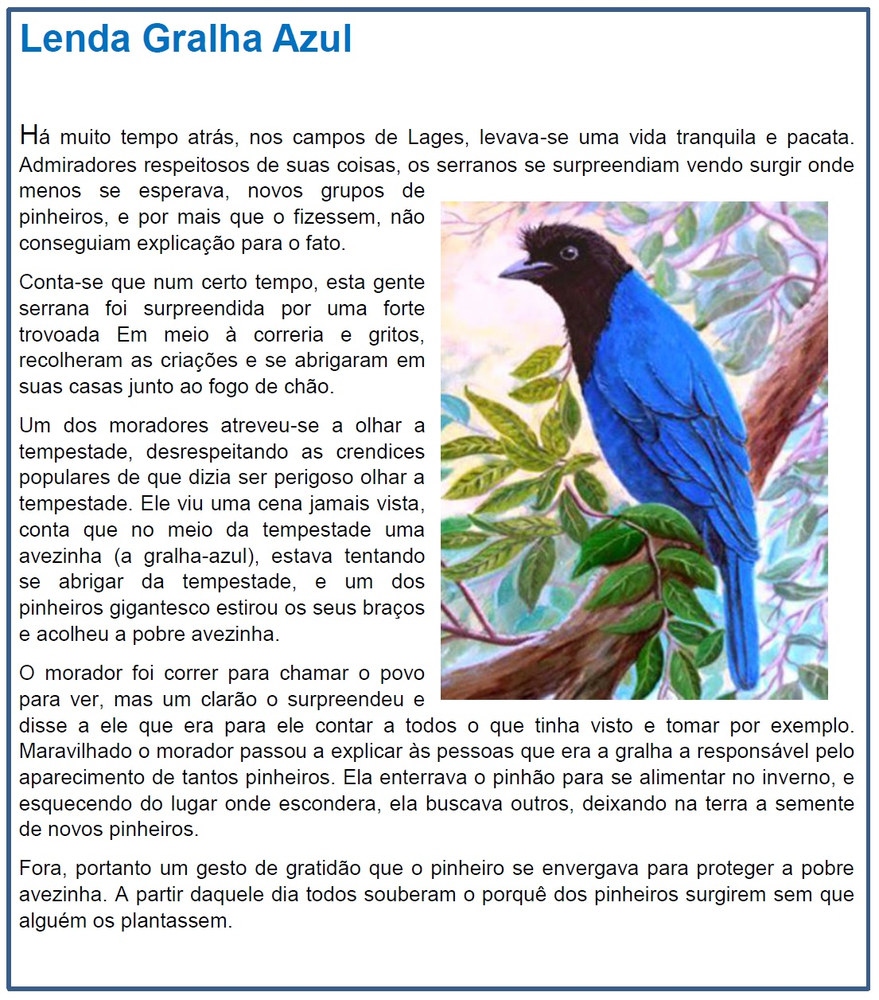 Lenda Gralha Azul
Há muito tempo atrás, nos campos de Lages, levava-se uma vida tranquila e pacata.
Admiradores respeitosos de suas coisas, os serranos se surpreendiam vendo surgir onde
menos se esperava, novos grupos de
pinheiros, e por mais que o fizessem, não
conseguiam explicação para o fato.
Conta-se que num certo tempo, esta gente
serrana foi surpreendida por uma forte
trovoada Em meio à correria e gritos,
recolheram as criações e se abrigaram em
suas casas junto ao fogo de chão.
Um dos moradores atreveu-se a olhar a
tempestade, desrespeitando as crendices
populares de que dizia ser perigoso olhar a
tempestade. Ele viu uma cena jamais vista,
conta que no meio da tempestade uma
avezinha (a gralha-azul), estava tentando
se abrigar da tempestade, e um dos
pinheiros gigantesco estirou os seus braços
e acolheu a pobre avezinha.
O morador foi correr para chamar o povo
para ver, mas um clarão o surpreendeu e
disse a ele que era para ele contar a todos o que tinha visto e tomar por exemplo.
Maravilhado o morador passou a explicar às pessoas que era a gralha a responsável pelo
aparecimento de tantos pinheiros. Ela enterrava o pinhão para se alimentar no inverno, e
esquecendo do lugar onde escondera, ela buscava outros, deixando na terra a semente
de novos pinheiros.
Fora, portanto um gesto de gratidão que o pinheiro se envergava para proteger a pobre
avezinha. A partir daquele dia todos souberam o porquê dos pinheiros surgirem sem que
alguém os plantassem.